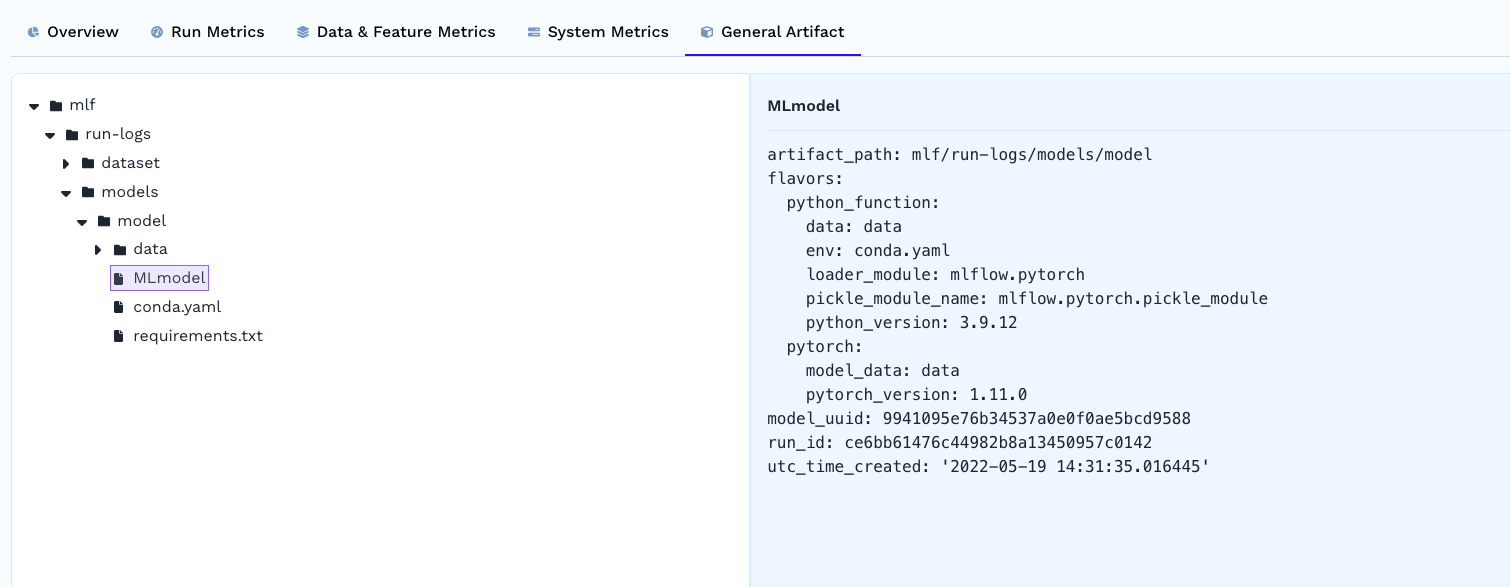 Overview Run Metrics Data & Feature Metrics System Metrics General Artifact
mlf
run-logs
dataset
models
model
data
MLmodel
conda.yaml
requirements.txt
MLmodel
artifact_path: mlf/run-logs/models/model
flavors:
  python_function:
    data: data
    env: conda.yaml
    loader_module: mlflow.pytorch
    pickle_module_name: mlflow.pytorch.pickle_module
    python_version: 3.9.12
  pytorch:
    model_data: data
    pytorch_version: 1.11.0
model_uuid: 9941095e76b34537a0e0f0ae5bcd9588
run_id: ce6bb61476c44982b8a13450957c0142
utc_time_created: '2022-05-19 14:31:35.016445'